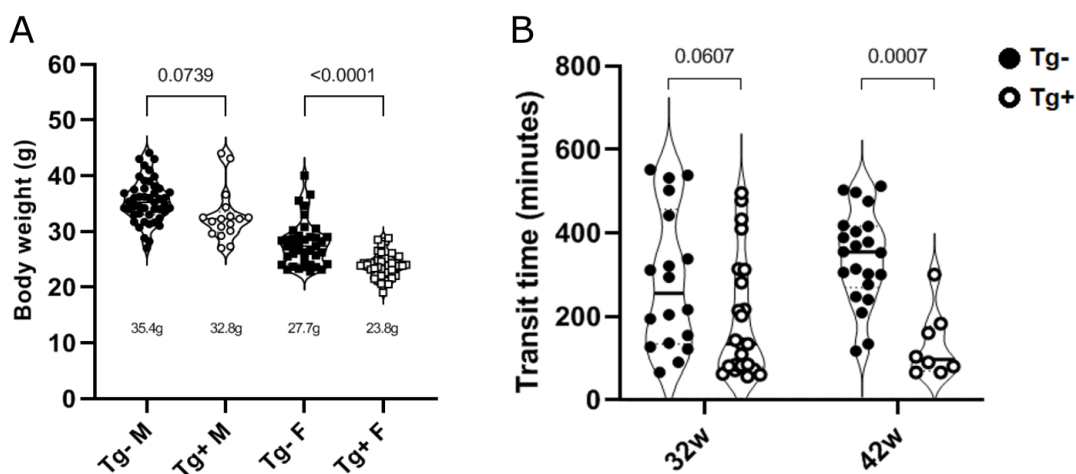 A
Body weight (g)
60
50
40
30
20
10
0
0.0739
<0.0001
35.4g
32.8g
27.7g
23.8g
Tg- M
Tg+ M
Tg- F
Tg+ F
B
Transit time (minutes)
800
600
400
200
0
0.0607
0.0007
32w
42w
Tg-
Tg+